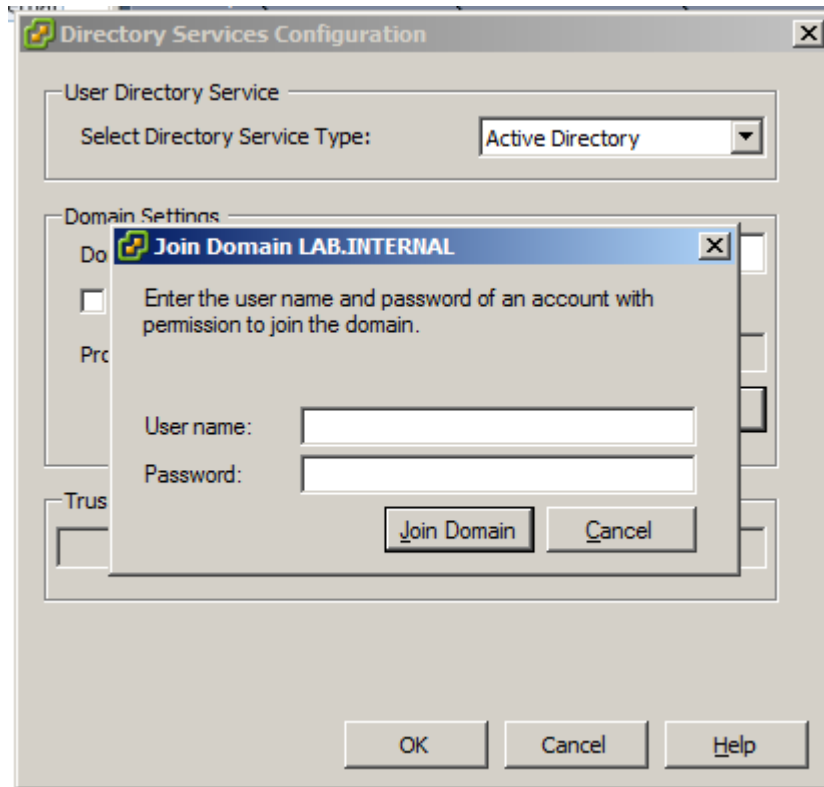 Directory Services Configuration
User Directory Service
Select Directory Service Type:
Active Directory
Domain Settings
Do
Join Domain LAB.INTERNAL
Enter the user name and password of an account with
permission to join the domain.
Pro
User name:
Password:
Trus
Join Domain
Cancel
OK
Cancel
Help